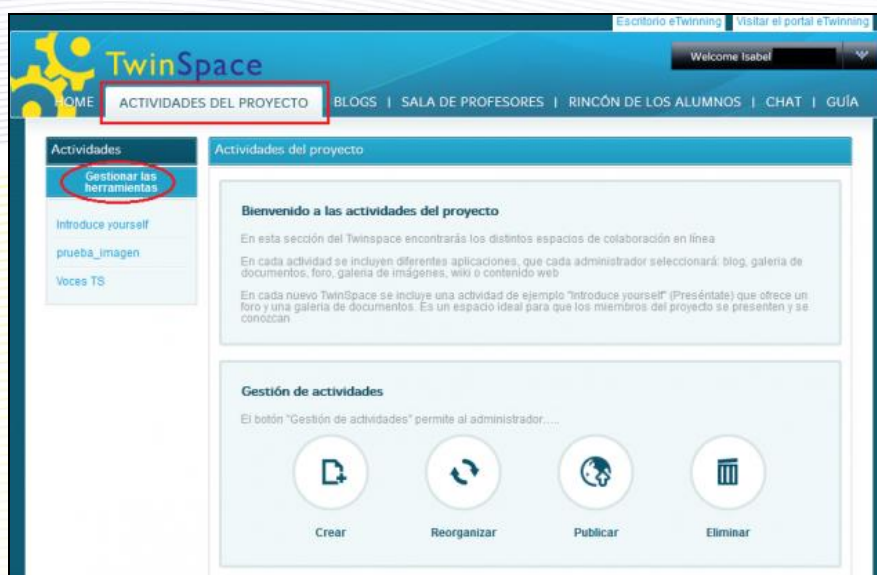 Escritorio eTwinning Visitar el portal eTwinning
TwinSpace
Welcome Isabel
HOME ACTIVIDADES DEL PROYECTO BLOGS | SALA DE PROFESORES | RINCÓN DE LOS ALUMNOS | CHAT | GUÍA
Actividades
Gestionar las
herramientas
Introduce yourself
prueba_imagen
Voces TS
Actividades del proyecto
Bienvenido a las actividades del proyecto
En esta sección del Twinspace encontrarás los distintos espacios de colaboración en línea
En cada actividad se incluyen diferentes aplicaciones, que cada administrador seleccionará: blog, galería de
documentos, foro, galería de imágenes, wiki o contenido web
En cada nuevo TwinSpace se incluye una actividad de ejemplo "Introduce yourself" (Preséntate) que ofrece un
foro y una galería de documentos. Es un espacio ideal para que los miembros del proyecto se presenten y se
conozcan
Gestión de actividades
El botón "Gestión de actividades" permite al administrador.....
Crear Reorganizar Publicar Eliminar